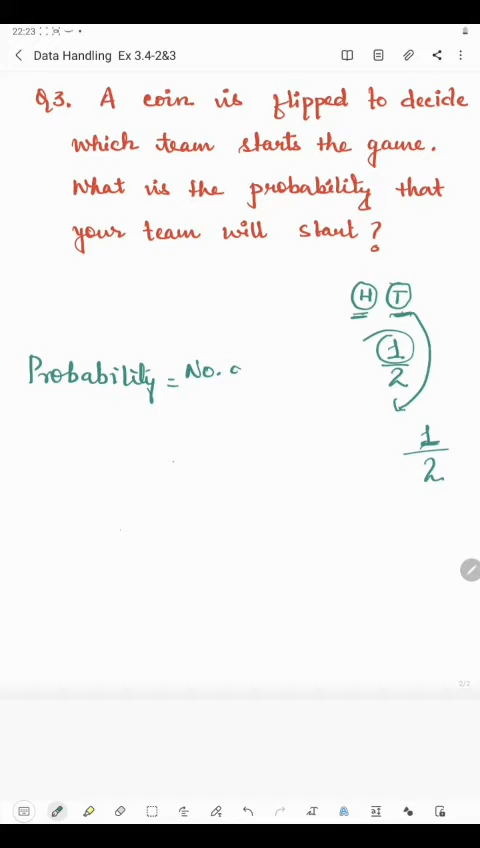 22:23
Data Handling Ex 3.4-2&3
Q3. A coin is flipped to decide
which team starts the game.
What is the probability that
your team will start?
H T
1
2
Probability = No. o
1
2
2/2